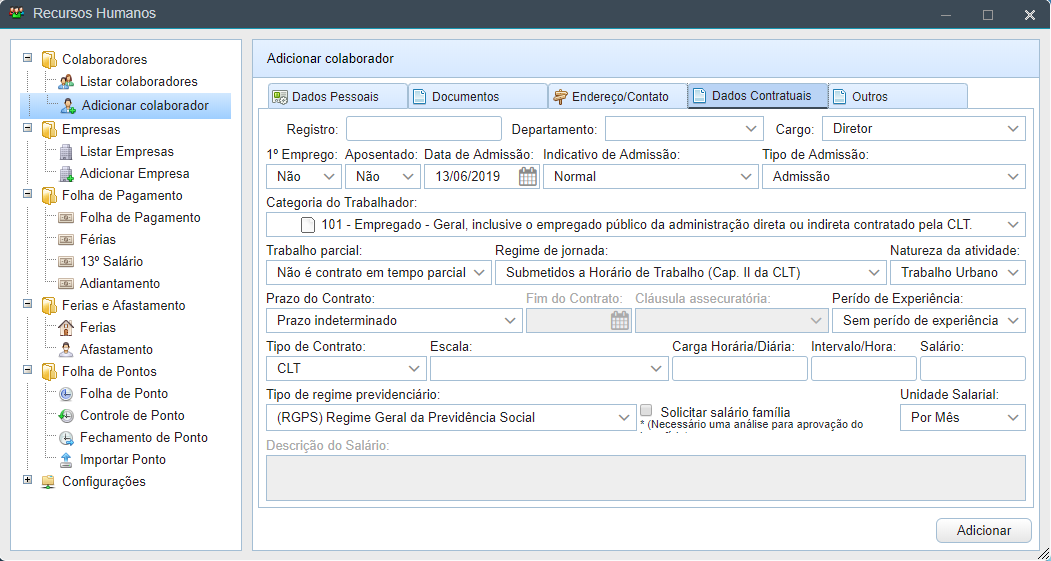 Recursos Humanos
Colaboradores
Listar colaboradores
Adicionar colaborador
Empresas
Listar Empresas
Adicionar Empresa
Folha de Pagamento
Folha de Pagamento
Férias
13º Salário
Adiantamento
Ferias e Afastamento
Ferias
Afastamento
Folha de Pontos
Folha de Ponto
Controle de Ponto
Fechamento de Ponto
Importar Ponto
Configurações
Adicionar colaborador
Dados Pessoais Documentos Endereço/Contato Dados Contratuais Outros
Registro: Departamento: Cargo: Diretor
1º Emprego: Aposentado: Data de Admissão: Indicativo de Admissão: Tipo de Admissão:
Não Não 13/06/2019 Normal Admissão
Categoria do Trabalhador:
101 - Empregado - Geral, inclusive o empregado público da administração direta ou indireta contratado pela CLT.
Trabalho parcial: Regime de jornada: Natureza da atividade:
Não é contrato em tempo parcial Submetidos a Horário de Trabalho (Cap. II da CLT) Trabalho Urbano
Prazo do Contrato: Fim do Contrato: Cláusula assecuratória: Perído de Experiência:
Prazo indeterminado Sem perído de experiência
Tipo de Contrato: Escala: Carga Horária/Diária: Intervalo/Hora: Salário:
CLT
Tipo de regime previdenciário: Unidade Salarial:
(RGPS) Regime Geral da Previdência Social Solicitar salário família Por Mês
* (Necessário uma análise para aprovação do
Descrição do Salário:
Adicionar